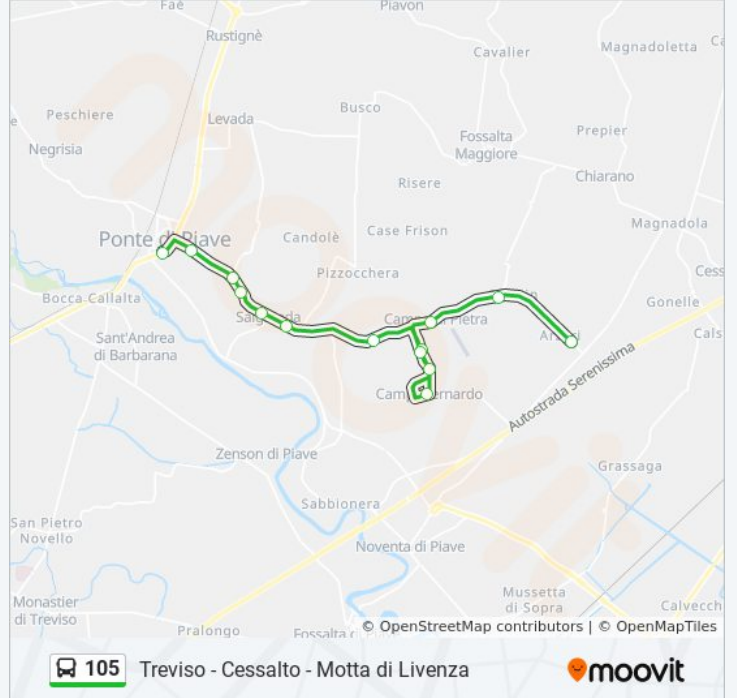 Faè
Piavon
Rustignè
Cavalier
Magnadoletta
Peschiere
Levada
Busco
Negrisia
Fossalta
Maggiore
Prepier
Risere
Chiarano
Ponte di Piave
Candolè
Case Frison
Magnadola
Pizzocchera
Bocca Callalta
Gonelle
Sant'Andrea
di Barbarana
Autostrada Serenissima
Zenson di Piave
Grassaga
Sabbionera
San Pietro
Novello
Noventa di Piave
Monastier
di Treviso
Mussetta
di Sopra
Pralongo
© OpenStreetMap contributors | © OpenMapTiles
105 Treviso - Cessalto - Motta di Livenza
moovit